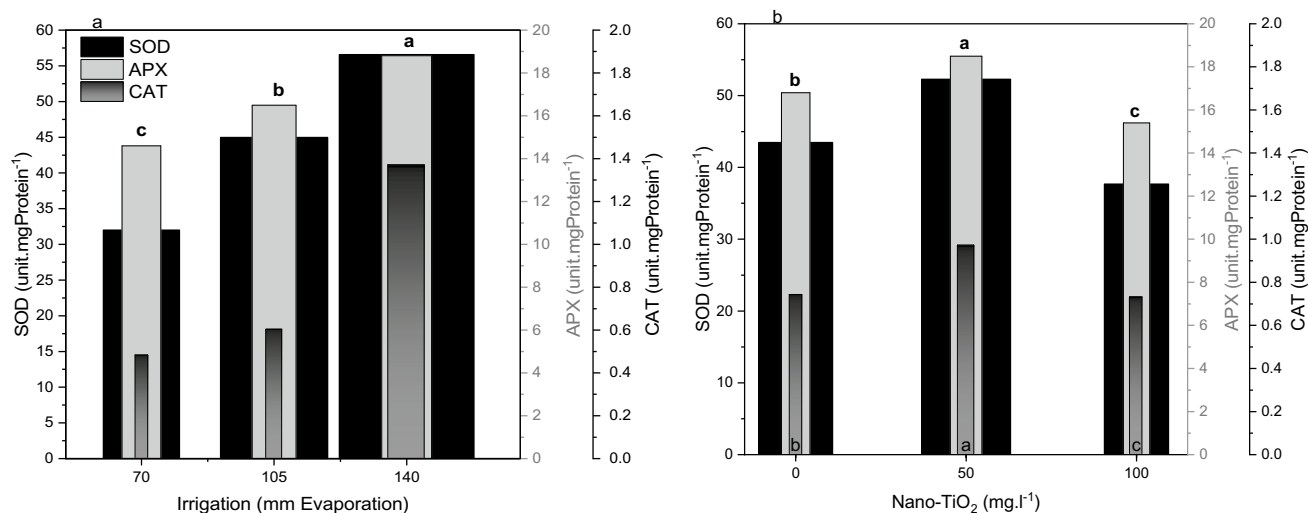 a
SOD
APX
CAT
c
b
a
60
55
50
45
40
35
30
25
20
15
10
5
0
SOD (unit.mgProtein⁻¹)
20
18
16
14
12
10
8
6
4
2
0
APX (unit.mgProtein⁻¹)
2.0
1.8
1.6
1.4
1.2
1.0
0.8
0.6
0.4
0.2
0.0
CAT (unit.mgProtein⁻¹)
70 105 140
Irrigation (mm Evaporation)
b
b
a
c
b
a
c
60
50
40
30
20
10
0
SOD (unit.mgProtein⁻¹)
20
18
16
14
12
10
8
6
4
2
0
APX (unit.mgProtein⁻¹)
2.0
1.8
1.6
1.4
1.2
1.0
0.8
0.6
0.4
0.2
0.0
CAT (unit.mgProtein⁻¹)
0 50 100
Nano-TiO₂ (mg.l⁻¹)